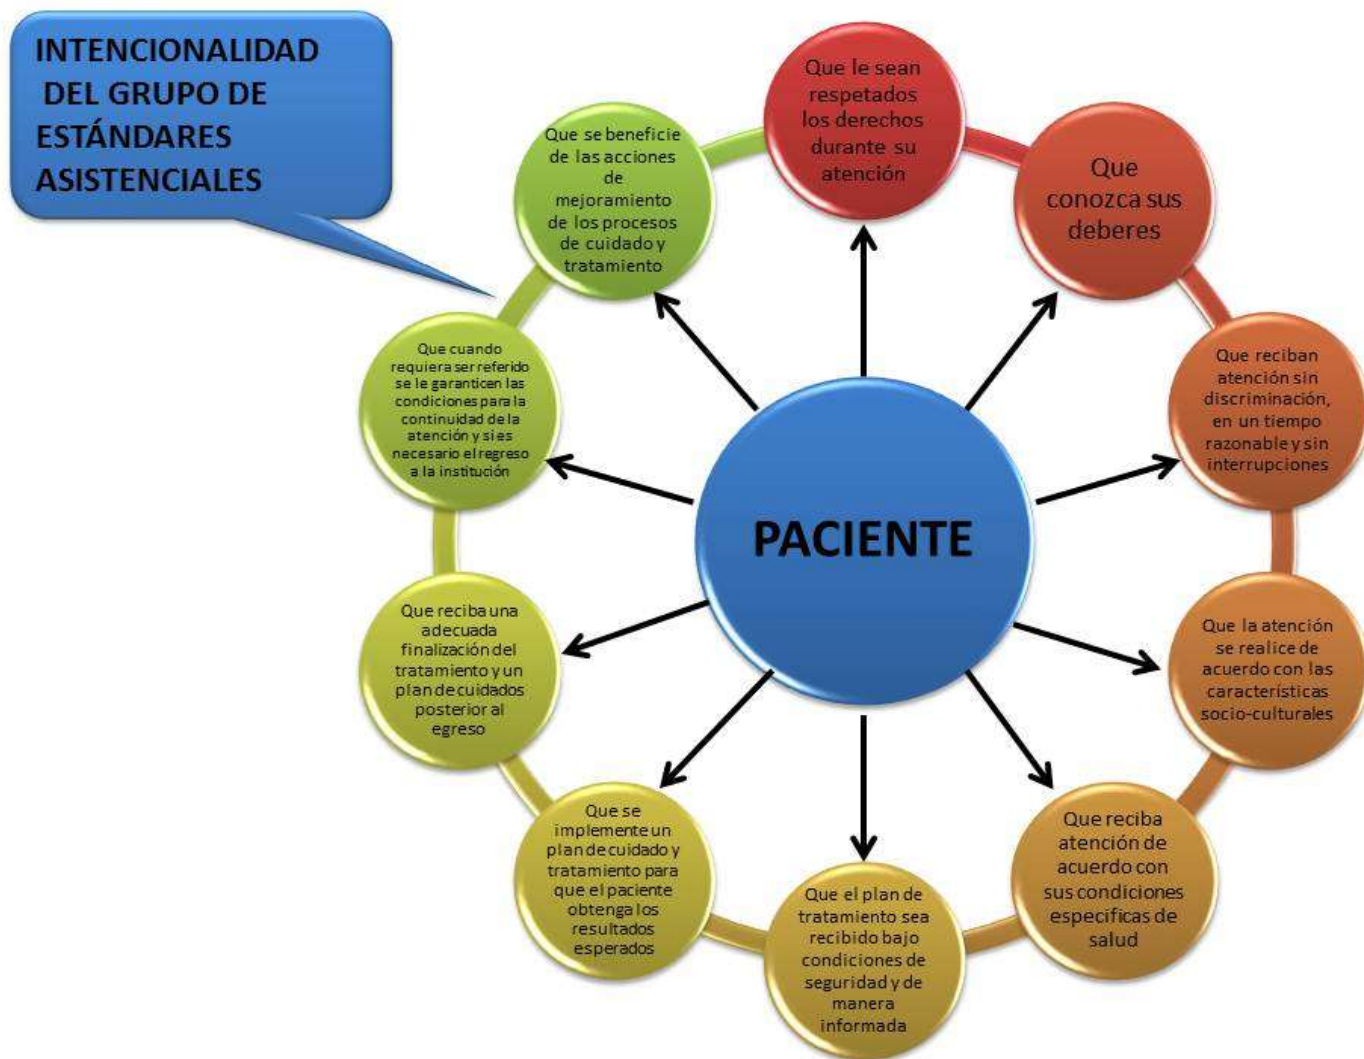 INTENCIONALIDAD
DEL GRUPO DE
ESTÁNDARES
ASISTENCIALES
Que le sean
respetados
los derechos
durante su
atención
Que
conozca sus
deberes
Que reciban
atención sin
discriminación,
en un tiempo
razonable y sin
interrupciones
Que la atención
se realice de
acuerdo con las
características
socio-culturales
Que reciba
atención de
acuerdo con
sus condiciones
especificas de
salud
Que el plan de
tratamiento sea
recibido bajo
condiciones de
seguridad y de
manera
informada
Que se
implemente un
plan de cuidado y
tratamiento para
que el paciente
obtenga los
resultados
esperados
Que reciba una
adecuada
finalización del
tratamiento y un
plan de cuidados
posterior al
egreso
Que cuando
requiera ser referido
se le garanticen las
condiciones para la
continuidad de la
atención y si es
necesario el regreso
a la institución
Que se beneficie
de las acciones
de
mejoramiento
de los procesos
de cuidado y
tratamiento
PACIENTE